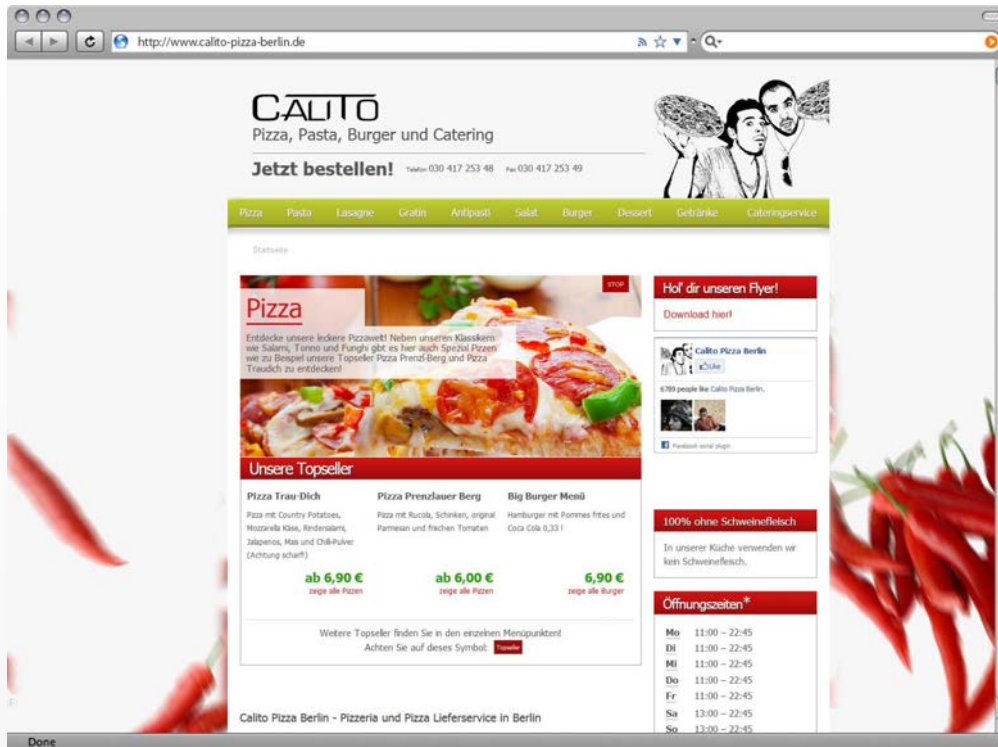 http://www.calito-pizza-berlin.de
CALITO
Pizza, Pasta, Burger und Catering
Jetzt bestellen! Telefon 030 417 253 48 Fax 030 417 253 49
Pizza Pasta Lasagne Gratin Antipasti Salat Burger Dessert Getränke Cateringservice
Startseite
STOP
Pizza
Entdecke unsere leckere Pizzawelt! Neben unseren Klassikern
wie Salami, Tonno und Funghi gibt es hier auch Spezial Pizzen
wie zu Beispiel unsere Topseller Pizza Prenzl-Berg und Pizza
Traudich zu entdecken!
Unsere Topseller
Pizza Trau-Dich
Pizza mit Country Potatoes,
Mozzarella Käse, Rindersalami,
Jalapenos, Mais und Chili-Pulver
(Achtung scharf!)
ab 6,90 €
zeige alle Pizzen
Pizza Prenzlauer Berg
Pizza mit Rucola, Schinken, original
Parmesan und frischen Tomaten
ab 6,00 €
zeige alle Pizzen
Big Burger Menü
Hamburger mit Pommes frites und
Coca Cola 0,33 l
6,90 €
zeige alle Burger
Weitere Topseller finden Sie in den einzelnen Menüpunkten!
Achten Sie auf dieses Symbol: Topseller
Calito Pizza Berlin - Pizzeria und Pizza Lieferservice in Berlin
Hol' dir unseren Flyer!
Download hier!
Calito Pizza Berlin
Like
6789 people like Calito Pizza Berlin.
Facebook social plugin
100% ohne Schweinefleisch
In unserer Küche verwenden wir
kein Schweinefleisch.
Öffnungszeiten*
Mo 11:00 – 22:45
Di 11:00 – 22:45
Mi 11:00 – 22:45
Do 11:00 – 22:45
Fr 11:00 – 22:45
Sa 13:00 – 22:45
So 13:00 – 22:45
Done